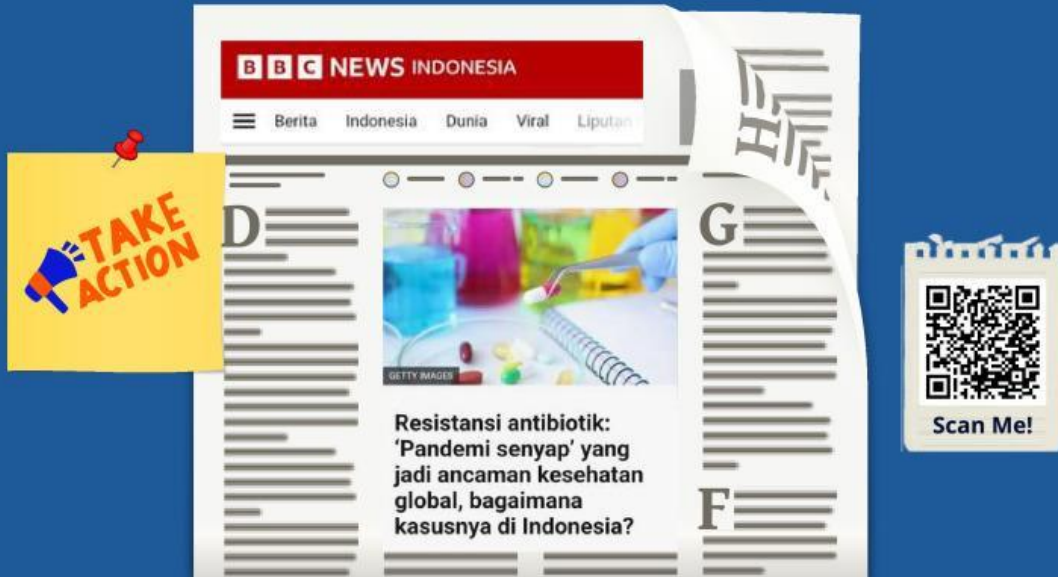 BBC NEWS INDONESIA
Berita Indonesia Dunia Viral Liputan
TAKE
ACTION
D
G
H
F
GETTY IMAGES
Resistansi antibiotik:
‘Pandemi senyap’ yang
jadi ancaman kesehatan
global, bagaimana
kasusnya di Indonesia?
Scan Me!